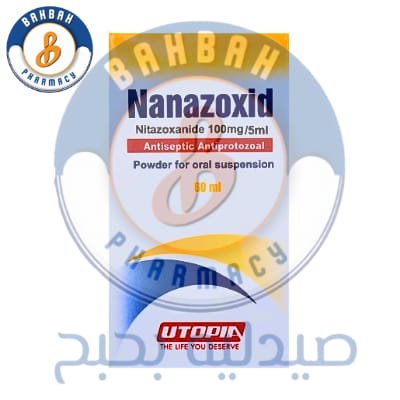 BAHBAH
PHARMACY
BAHBAH
Nanazoxid
Nitazoxanide 100mg/5ml
Antiseptic Antiprotozoal
Powder for oral suspension
60 ml
PHARMACY
UTOPIA
THE LIFE YOU DESERVE
صيدلية بحبح